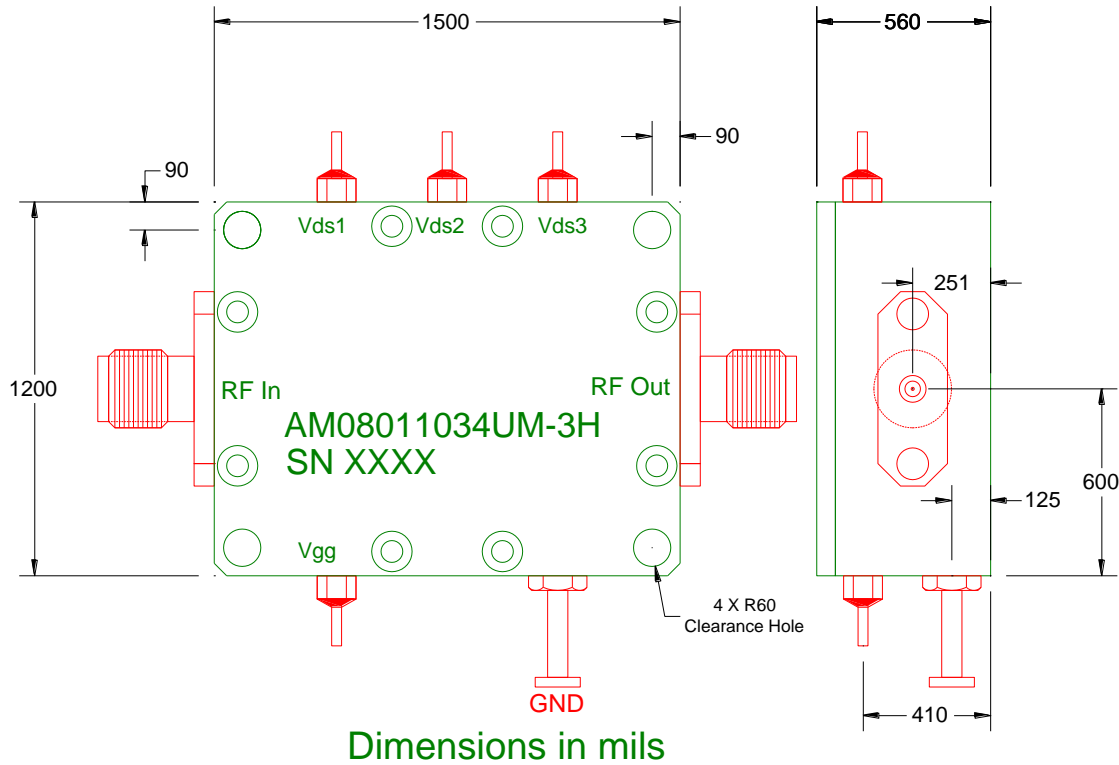 1500
560
90
90
Vds1
Vds2
Vds3
251
1200
RF In
RF Out
AM08011034UM-3H
SN XXXX
600
125
Vgg
4 X R60
Clearance Hole
GND
410
Dimensions in mils